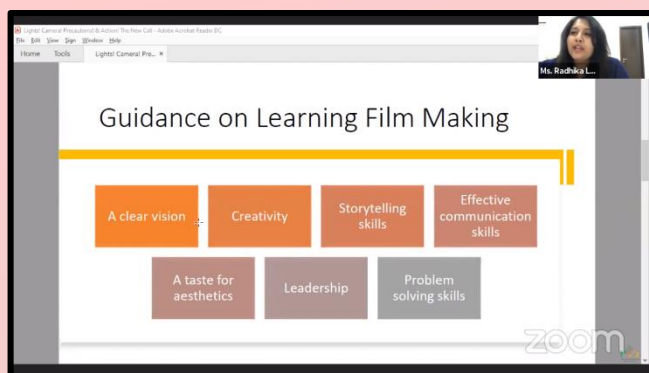 Lights! Camera! Precautions! & Action! The New Call - Adobe Acrobat Reader DC
File Edit View Sign Window Help
Home Tools Lights! Camera! Pre... ×
Ms. Radhika L...
Guidance on Learning Film Making
A clear vision
Creativity
Storytelling
skills
Effective
communication
skills
A taste for
aesthetics
Leadership
Problem
solving skills
zoom